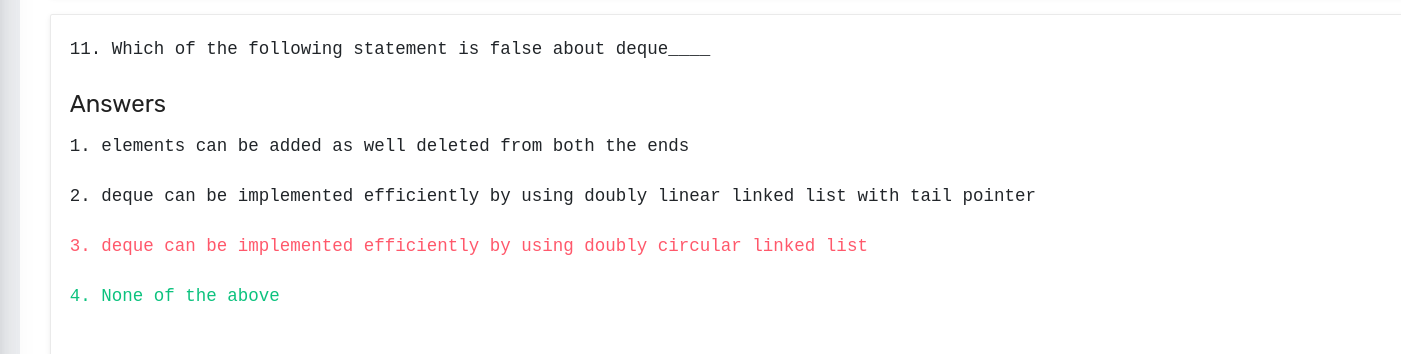 11. Which of the following statement is false about deque____
Answers
1. elements can be added as well deleted from both the ends
2. deque can be implemented efficiently by using doubly linear linked list with tail pointer
3. deque can be implemented efficiently by using doubly circular linked list
4. None of the above